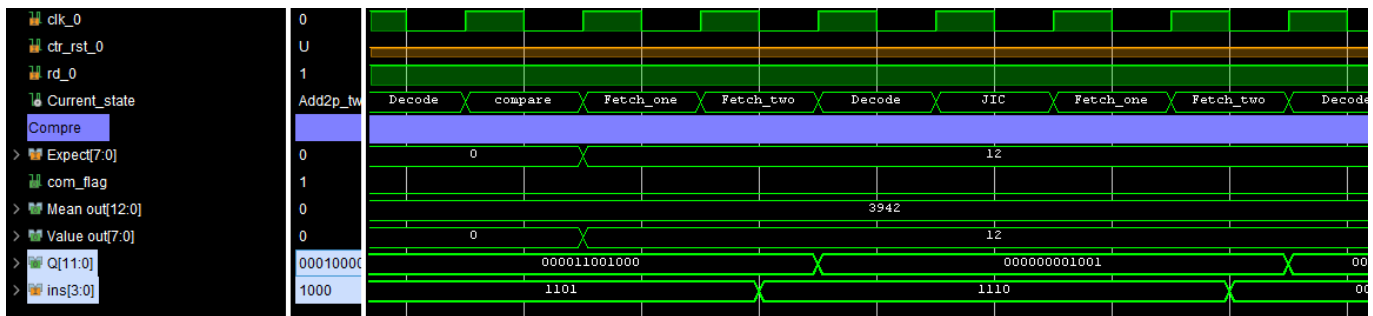 clk_0 0
ctr_rst_0 U
rd_0 1
Current_state Add2p_tw Decode compare Fetch_one Fetch_two Decode JIC Fetch_one Fetch_two Decode
Compre
> Expect[7:0] 0 0 12
com_flag 1
> Mean out[12:0] 0 3942
> Value out[7:0] 0 0 12
> Q[11:0] 00010000 000011001000 000000001001 00
> ins[3:0] 1000 1101 1110 00